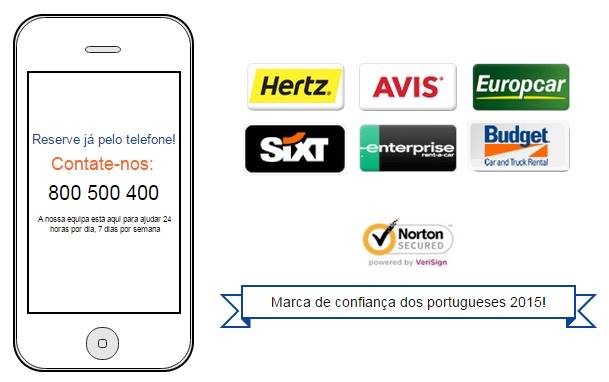 Reserve já pelo telefone!
Contate-nos:
800 500 400
A nossa equipa está aqui para ajudar 24
horas por dia, 7 dias por semana
Hertz
AVIS
Europcar
SiXT
enterprise
rent-a-car
Budget
Car and Truck Rental
Norton
SECURED
powered by VeriSign
Marca de confiança dos portugueses 2015!